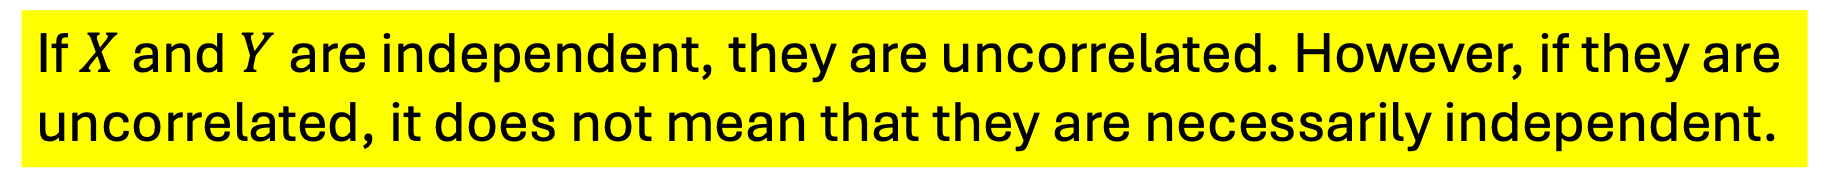 If X and Y are independent, they are uncorrelated. However, if they are
uncorrelated, it does not mean that they are necessarily independent.